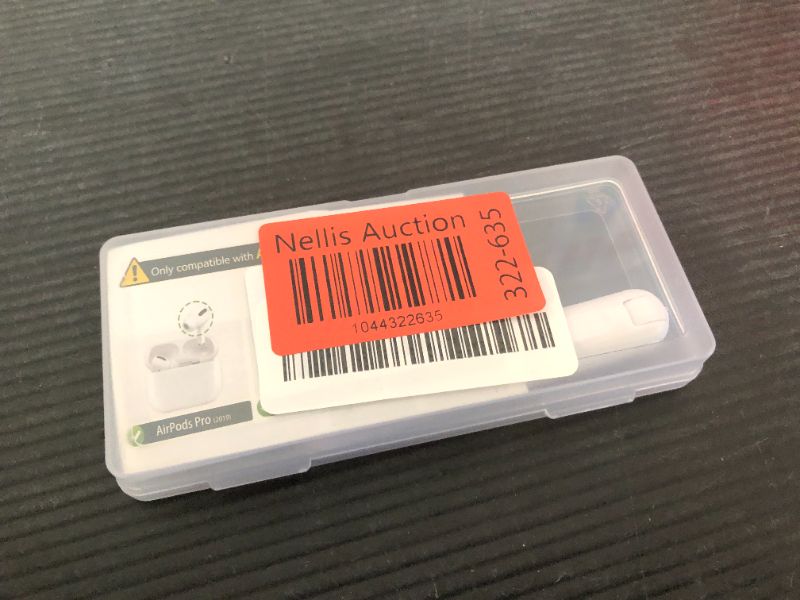 Nellis Auction
322-635
1044322635
Only compatible with
AirPods Pro (2019)